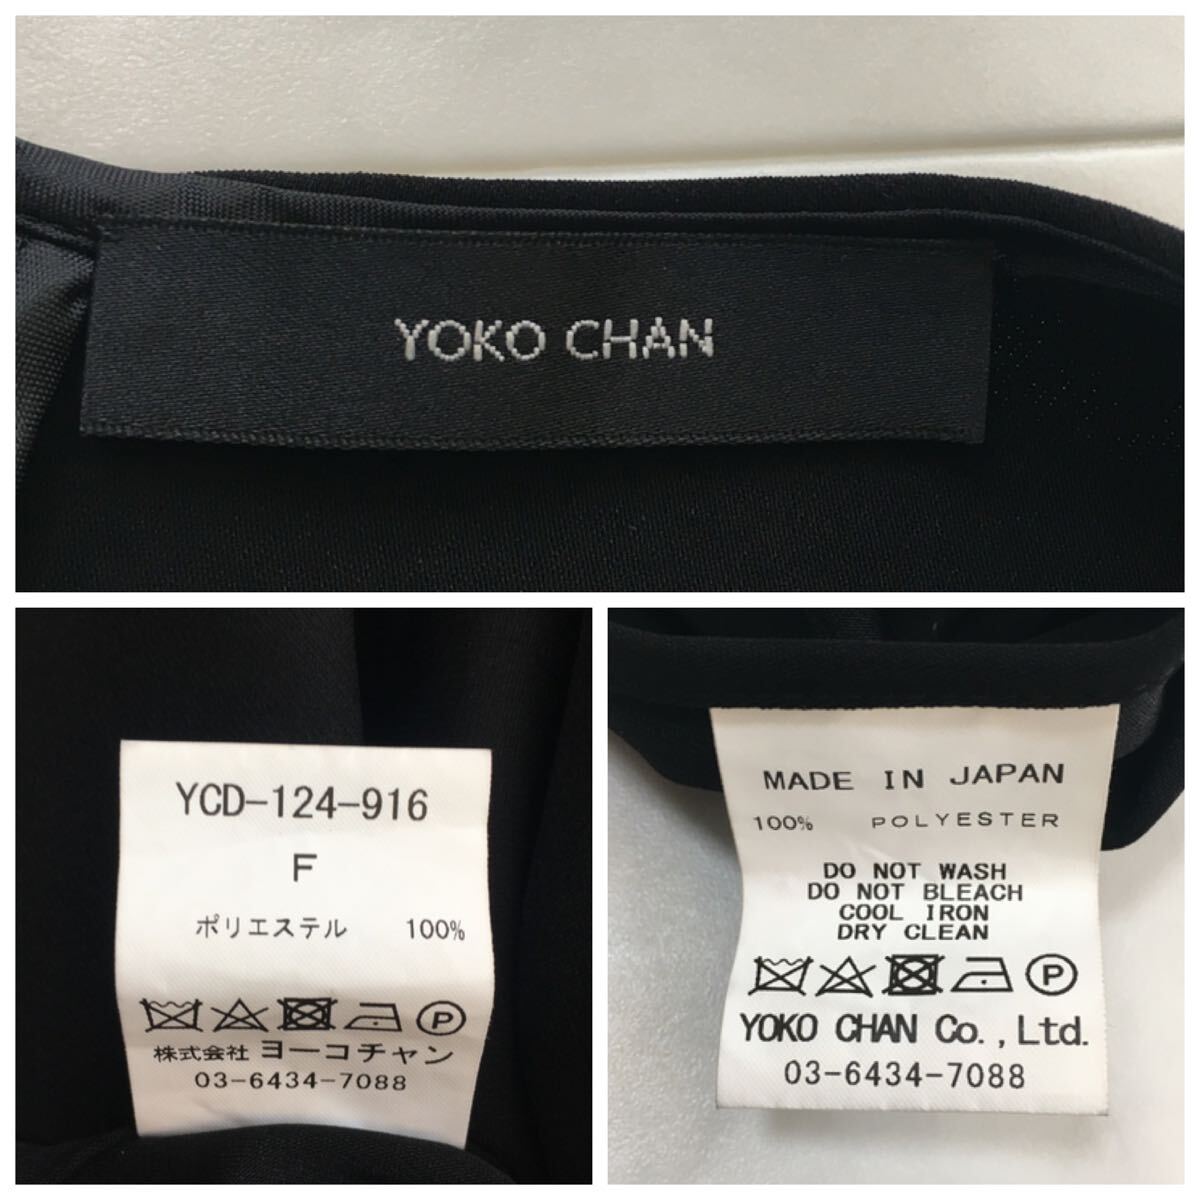 YOKO CHAN
YCD-124-916
F
ポリエステル 100%
P
株式会社 ヨーコチャン
03-6434-7088
MADE IN JAPAN
100% POLYESTER
DO NOT WASH
DO NOT BLEACH
COOL IRON
DRY CLEAN
P
YOKO CHAN Co.,Ltd.
03-6434-7088